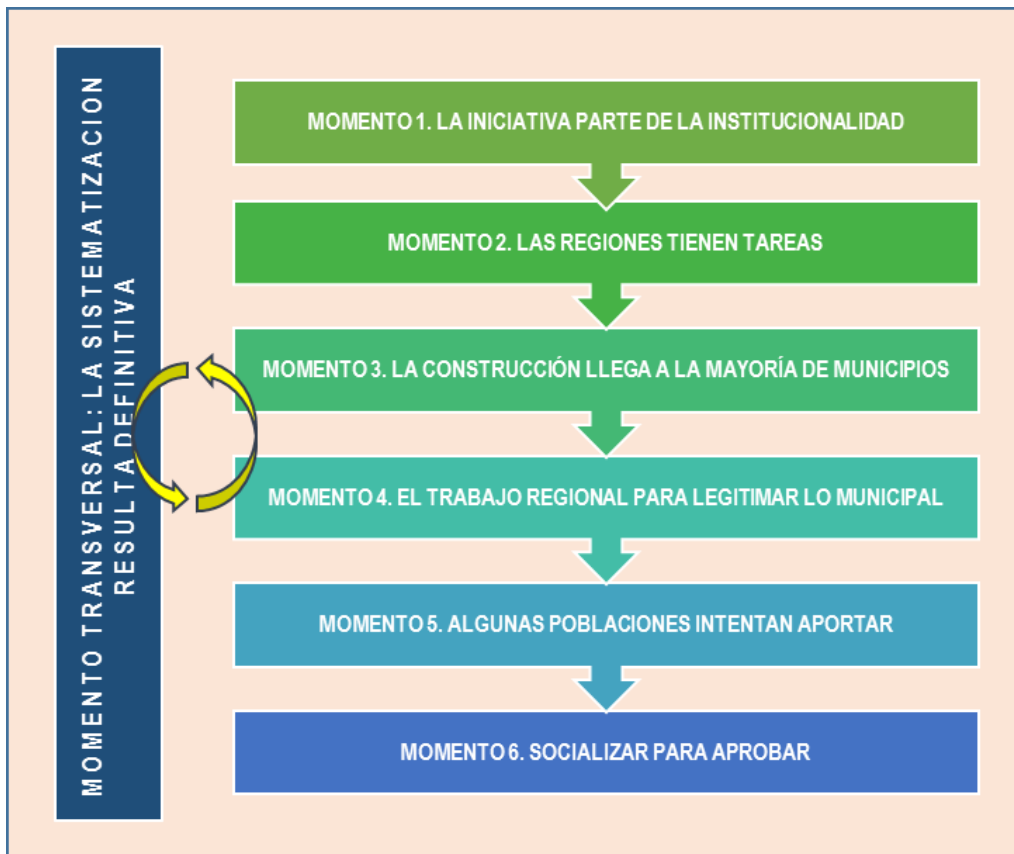 MOMENTO TRANSVERSAL: LA SISTEMATIZACION
RESULTA DEFINITIVA
MOMENTO 1. LA INICIATIVA PARTE DE LA INSTITUCIONALIDAD
MOMENTO 2. LAS REGIONES TIENEN TAREAS
MOMENTO 3. LA CONSTRUCCIÓN LLEGA A LA MAYORÍA DE MUNICIPIOS
MOMENTO 4. EL TRABAJO REGIONAL PARA LEGITIMAR LO MUNICIPAL
MOMENTO 5. ALGUNAS POBLACIONES INTENTAN APORTAR
MOMENTO 6. SOCIALIZAR PARA APROBAR